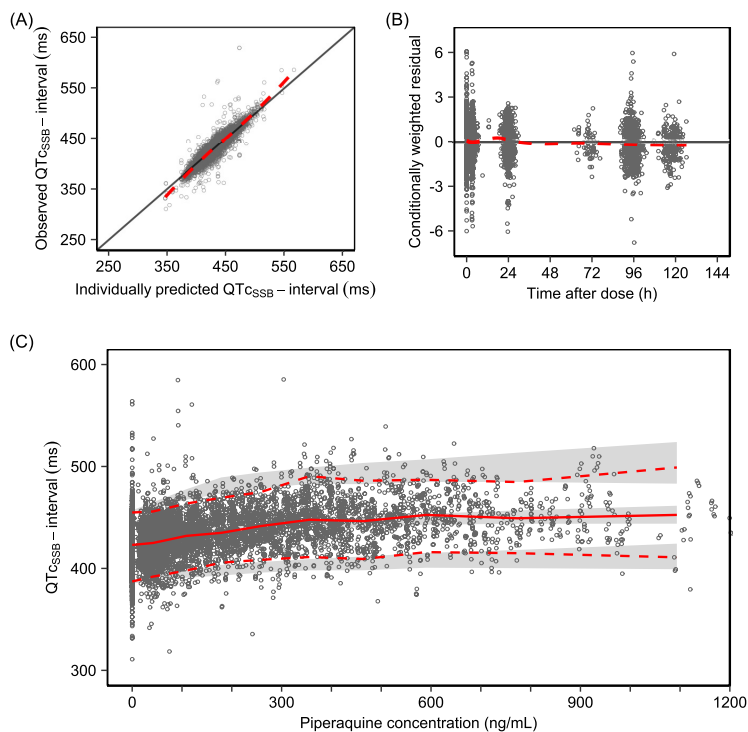 (A)
650
550
450
350
250
Observed QTcSSB – interval (ms)
250 350 450 550 650
Individually predicted QTcSSB – interval (ms)
(B)
6
3
0
-3
-6
Conditionally weighted residual
0 24 48 72 96 120 144
Time after dose (h)
(C)
600
500
400
300
QTcSSB – interval (ms)
0 300 600 900 1200
Piperaquine concentration (ng/mL)